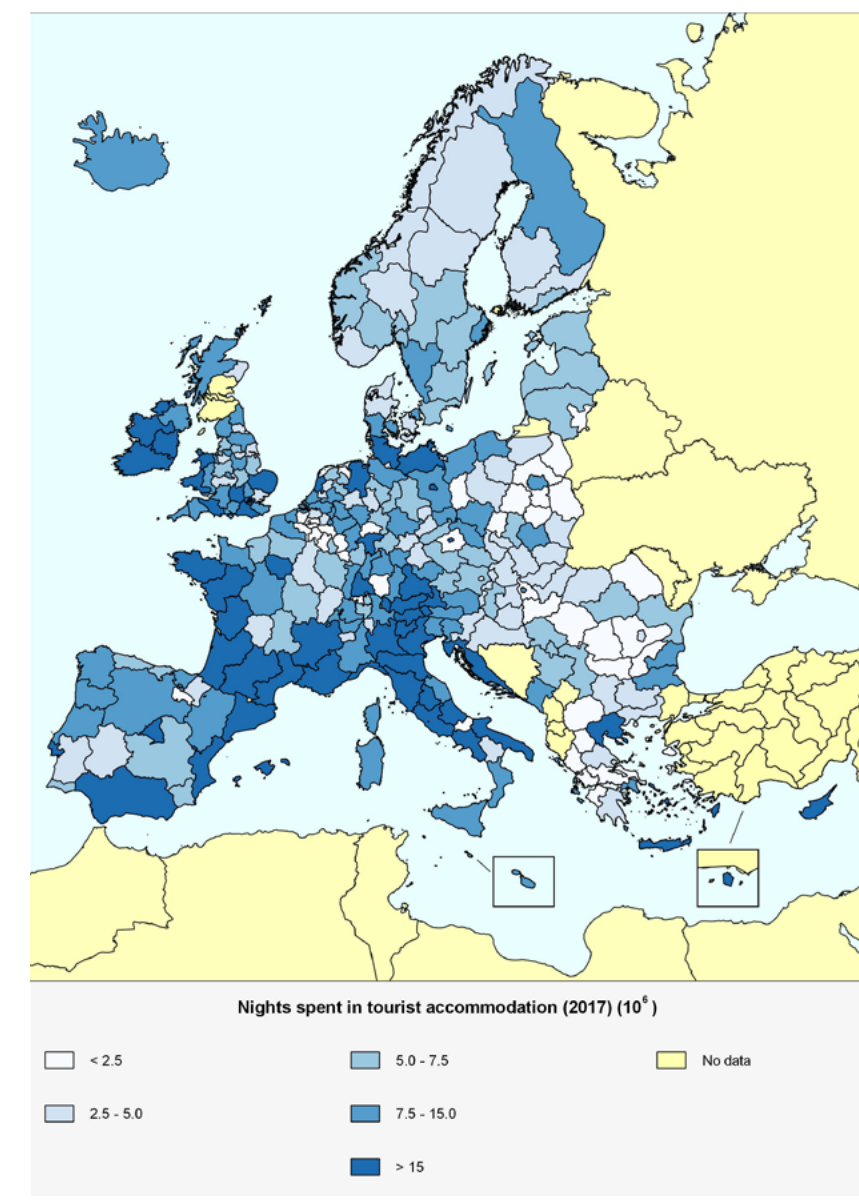 Nights spent in tourist accommodation (2017) (10⁶)
< 2.5
5.0 - 7.5
No data
2.5 - 5.0
7.5 - 15.0
> 15